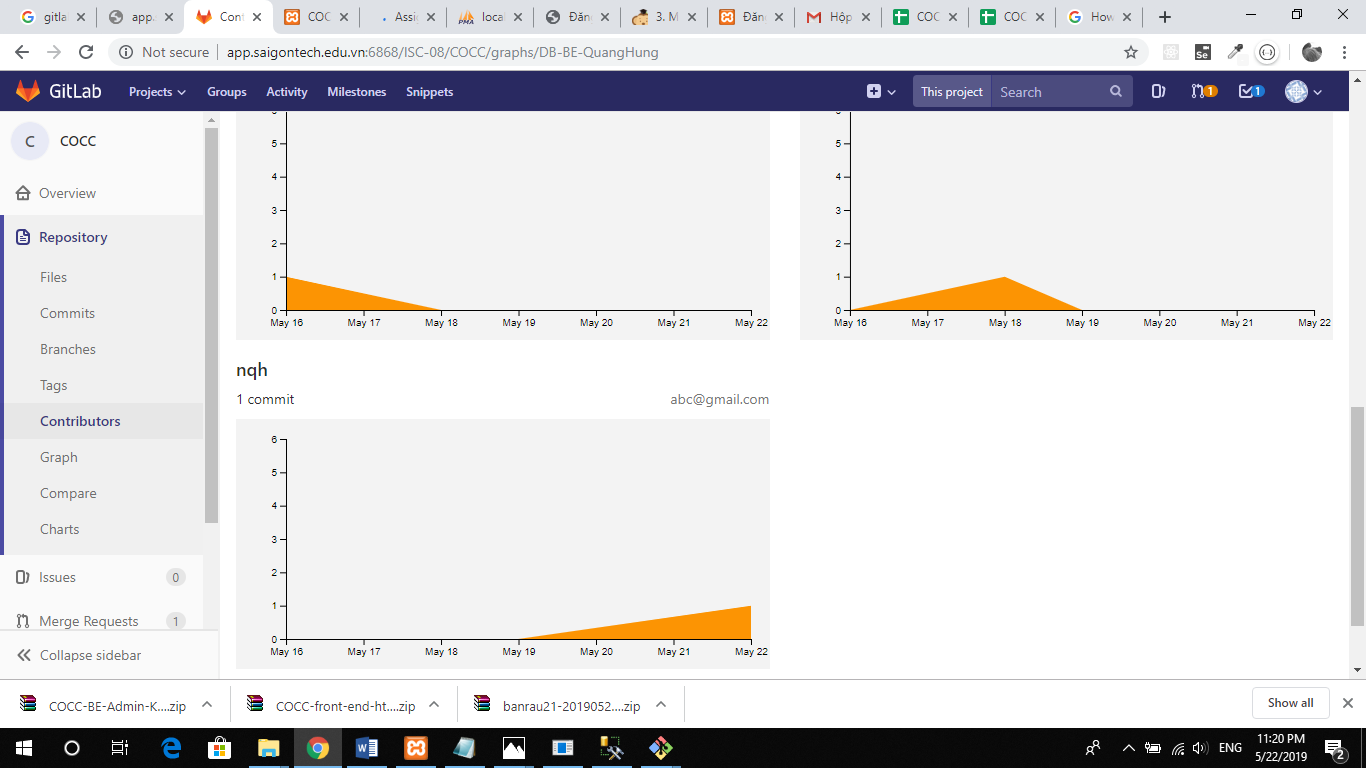 gitla
app.
Cont
COC
Assi
local
Đăn
3. M
Đăn
Hộp
COC
COC
How
Not secure
app.saigontech.edu.vn:6868/ISC-08/COCC/graphs/DB-BE-QuangHung
GitLab
Projects
Groups
Activity
Milestones
Snippets
This project
Search
1
1
C
COCC
Overview
Repository
Files
Commits
Branches
Tags
Contributors
Graph
Compare
Charts
Issues
0
Merge Requests
1
Collapse sidebar
5
4
3
2
1
0
May 16 May 17 May 18 May 19 May 20 May 21 May 22
5
4
3
2
1
0
May 16 May 17 May 18 May 19 May 20 May 21 May 22
nqh
1 commit
abc@gmail.com
6
5
4
3
2
1
0
May 16 May 17 May 18 May 19 May 20 May 21 May 22
COCC-BE-Admin-K....zip
COCC-front-end-ht....zip
banrau21-2019052....zip
Show all
ENG
11:20 PM
5/22/2019
2